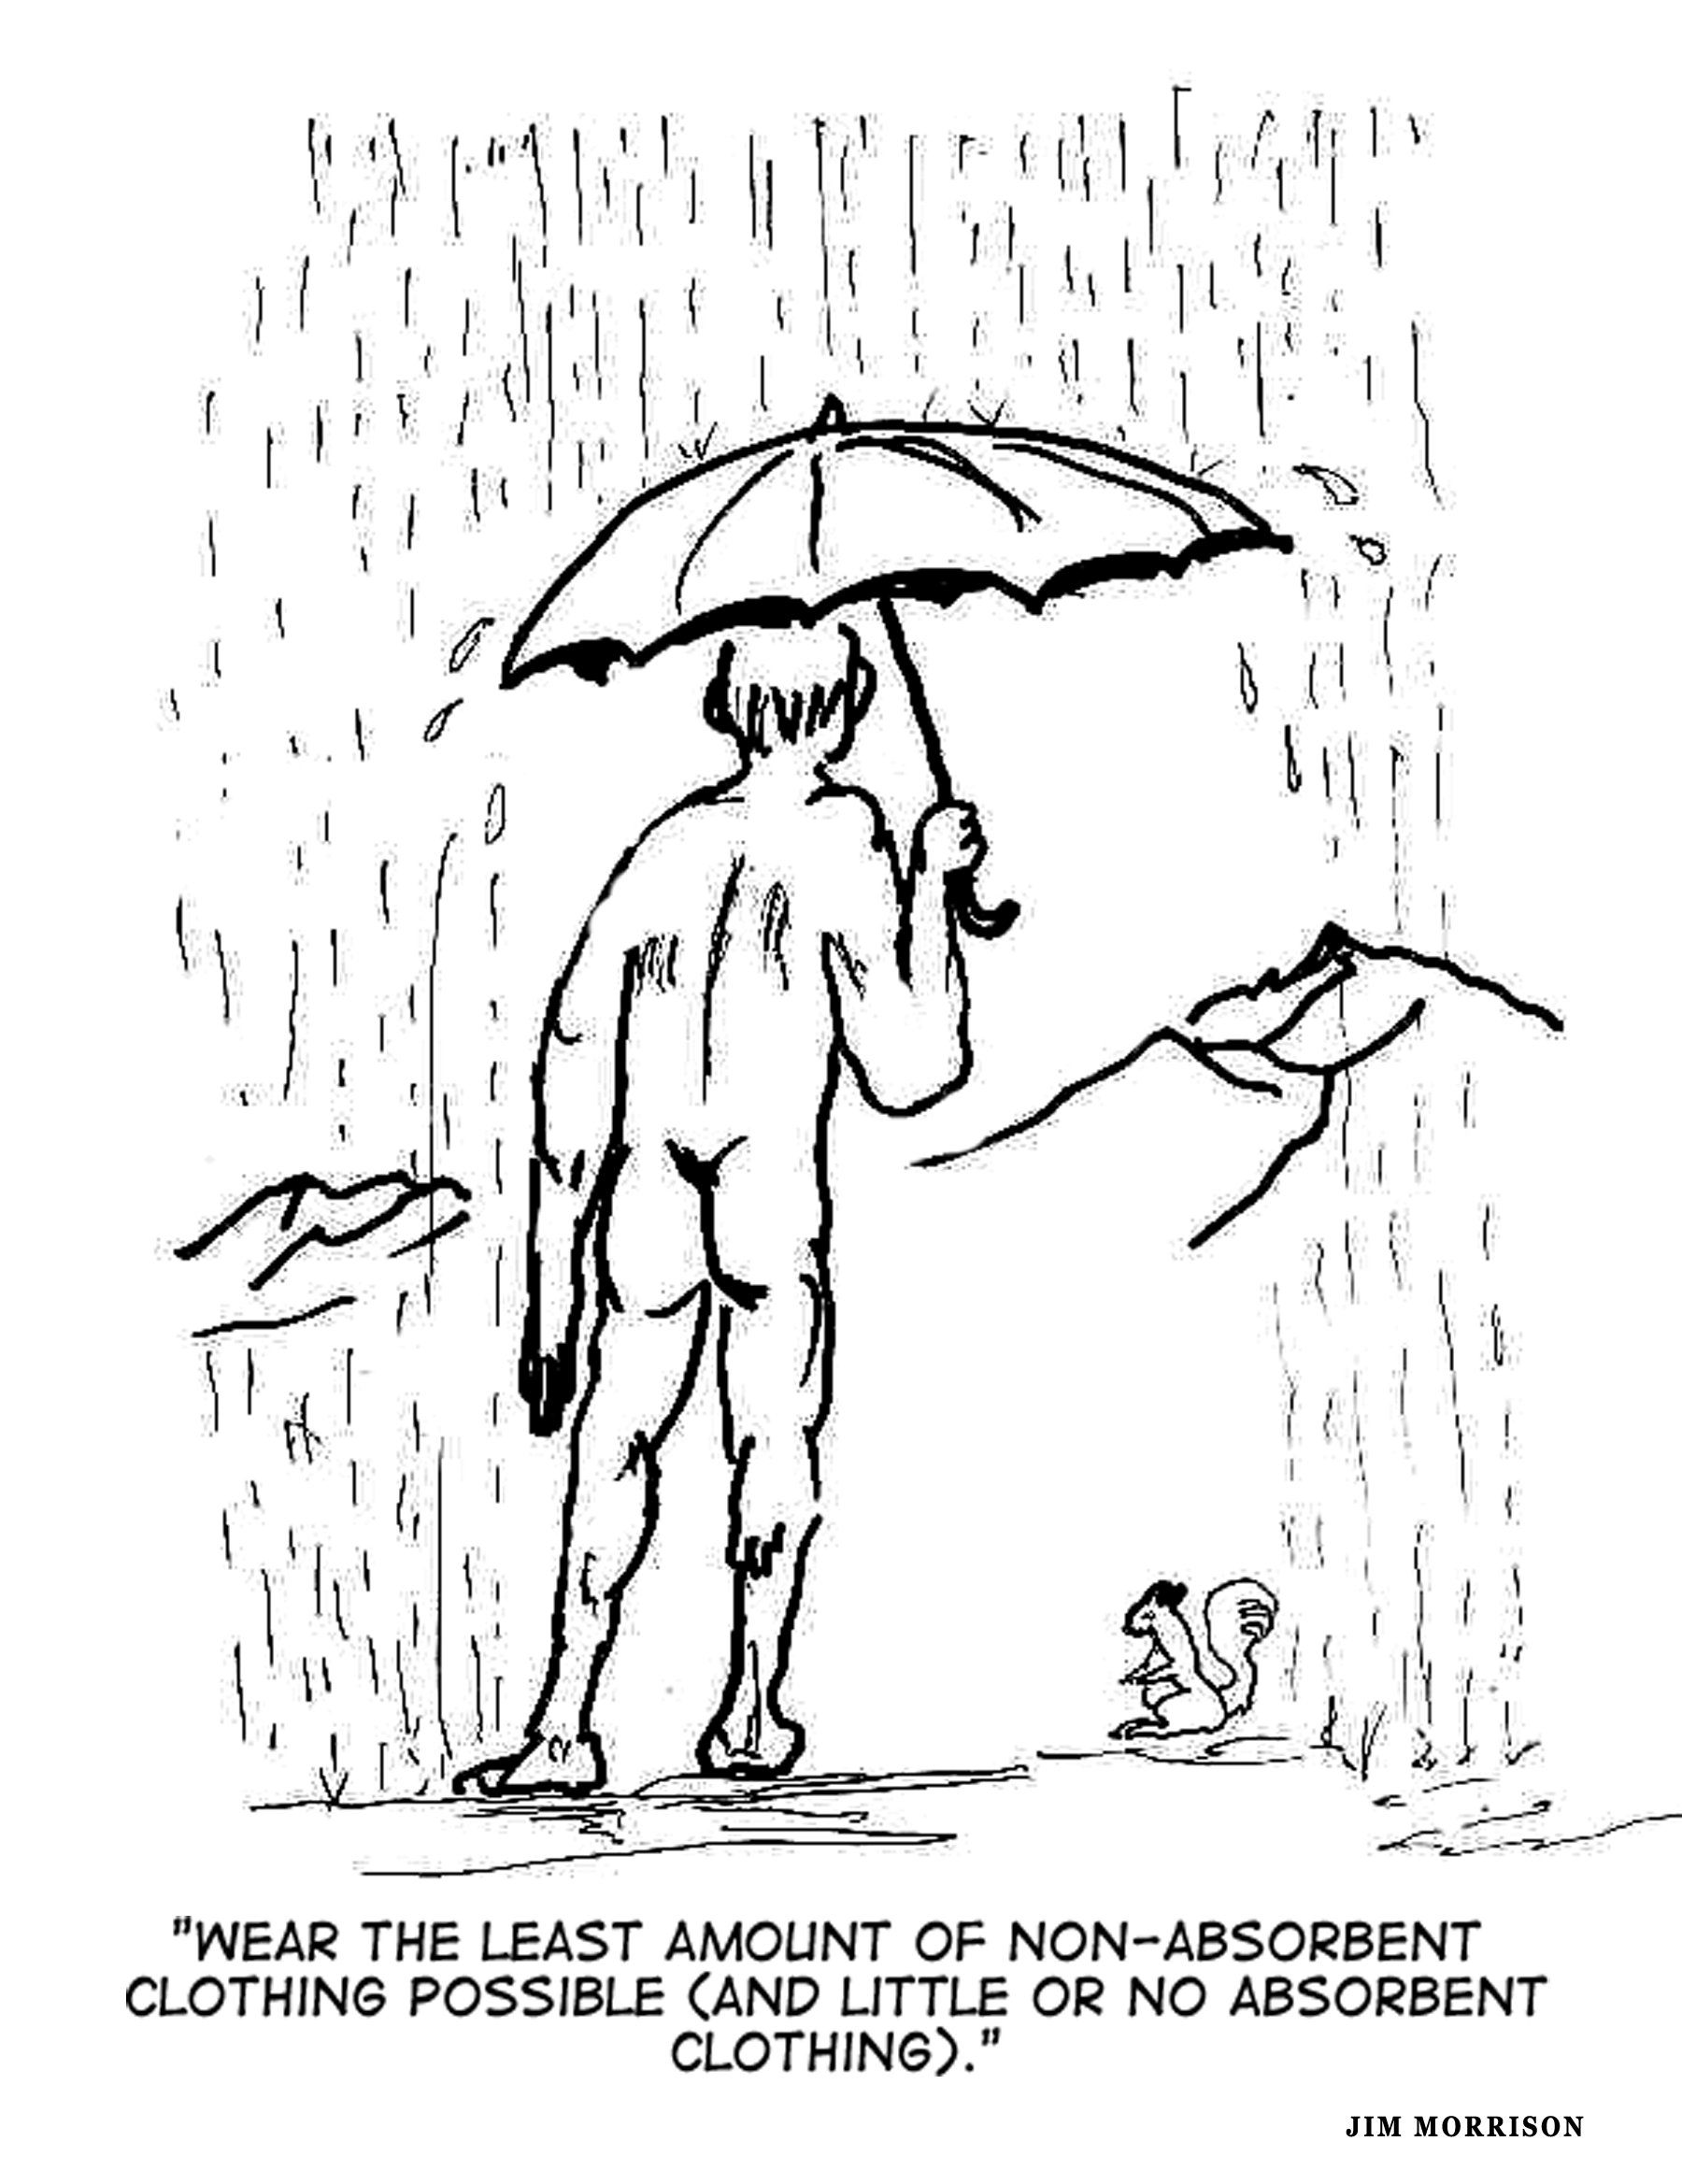 "WEAR THE LEAST AMOUNT OF NON-ABSORBENT
CLOTHING POSSIBLE (AND LITTLE OR NO ABSORBENT
CLOTHING)."
JIM MORRISON